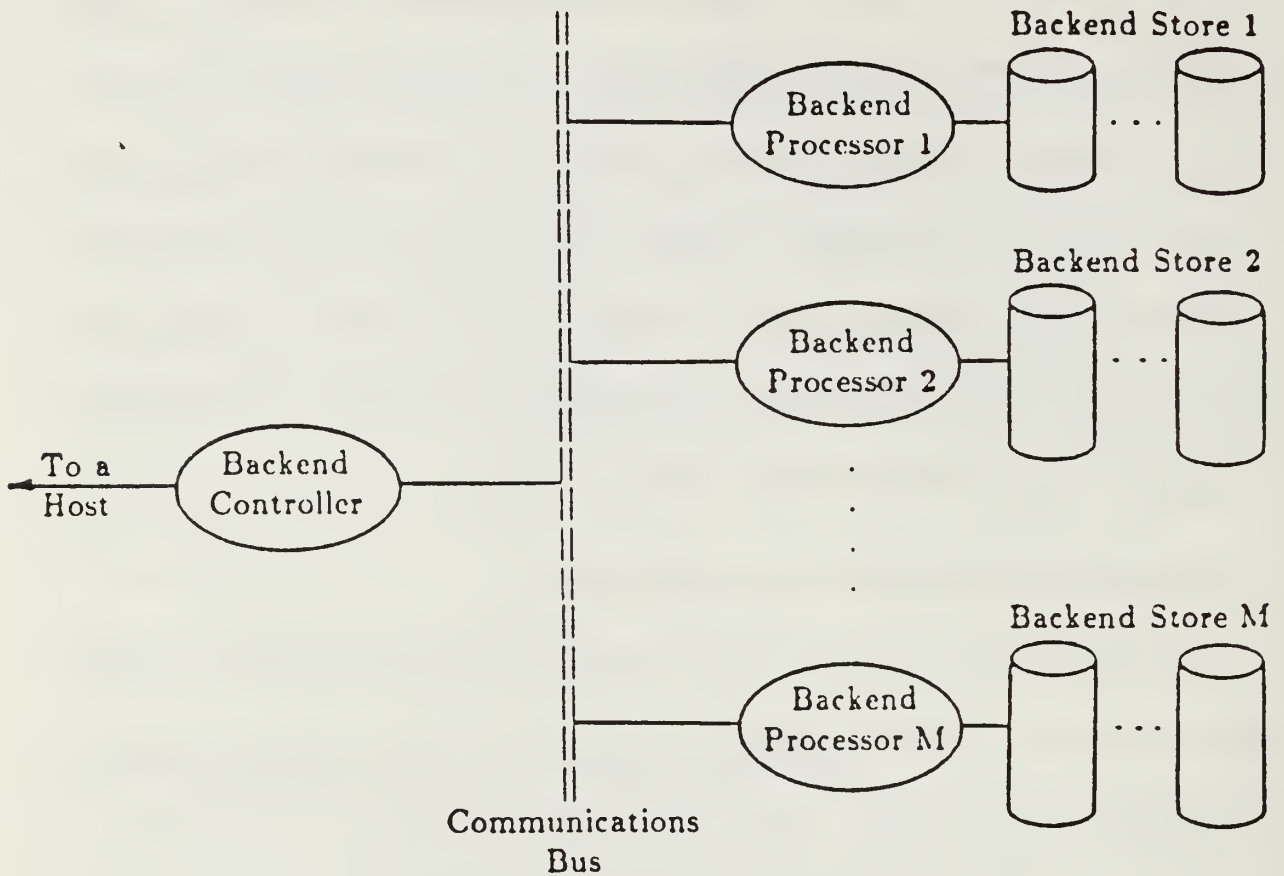 Backend Store 1
Backend
Processor 1
Backend Store 2
Backend
Processor 2
To a
Host
Backend
Controller
Backend Store M
Backend
Processor M
Communications
Bus